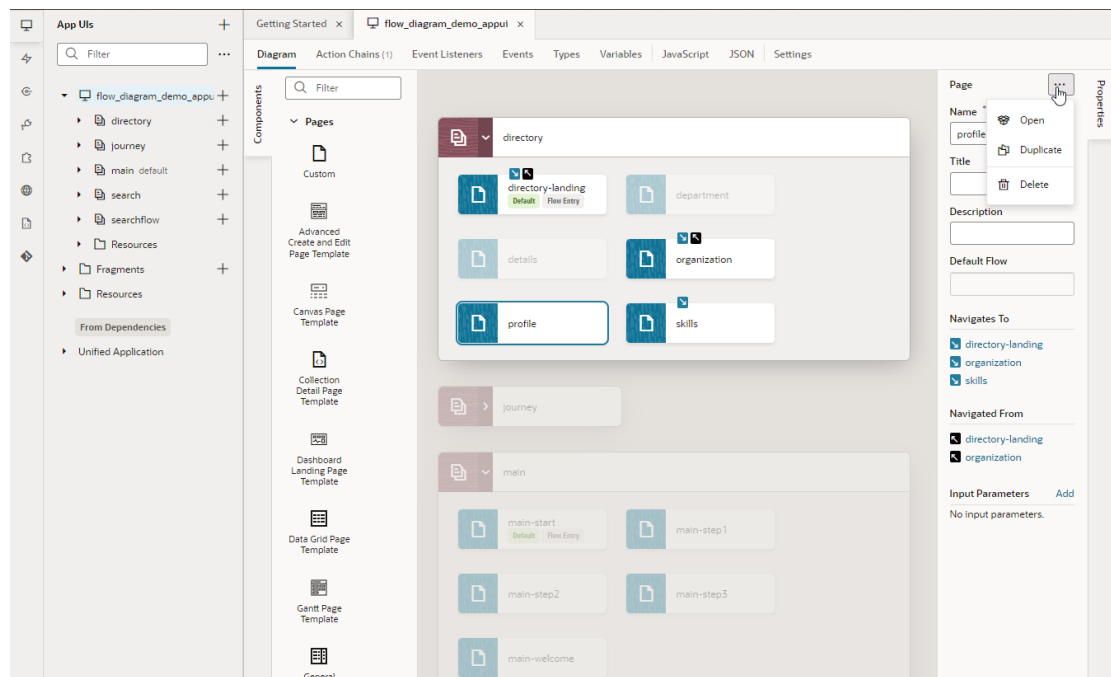 App UIs
Filter
flow_diagram_demo_appu
directory
journey
main default
search
searchflow
Resources
Fragments
Resources
From Dependencies
Unified Application
Getting Started ×
flow_diagram_demo_appui ×
Diagram Action Chains (1) Event Listeners Events Types Variables JavaScript JSON Settings
Components
Filter
Pages
Custom
Advanced
Create and Edit
Page Template
Canvas Page
Template
Collection
Detail Page
Template
Dashboard
Landing Page
Template
Data Grid Page
Template
Gantt Page
Template
General
directory
directory-landing
Default Flow Entry
department
details
organization
profile
skills
journey
main
main-start
Default Flow Entry
main-step1
main-step2
main-step3
main-welcome
Page
Name
profile
Title
Description
Default Flow
Open
Duplicate
Delete
Navigates To
directory-landing
organization
skills
Navigated From
directory-landing
organization
Input Parameters Add
No input parameters.
Properties